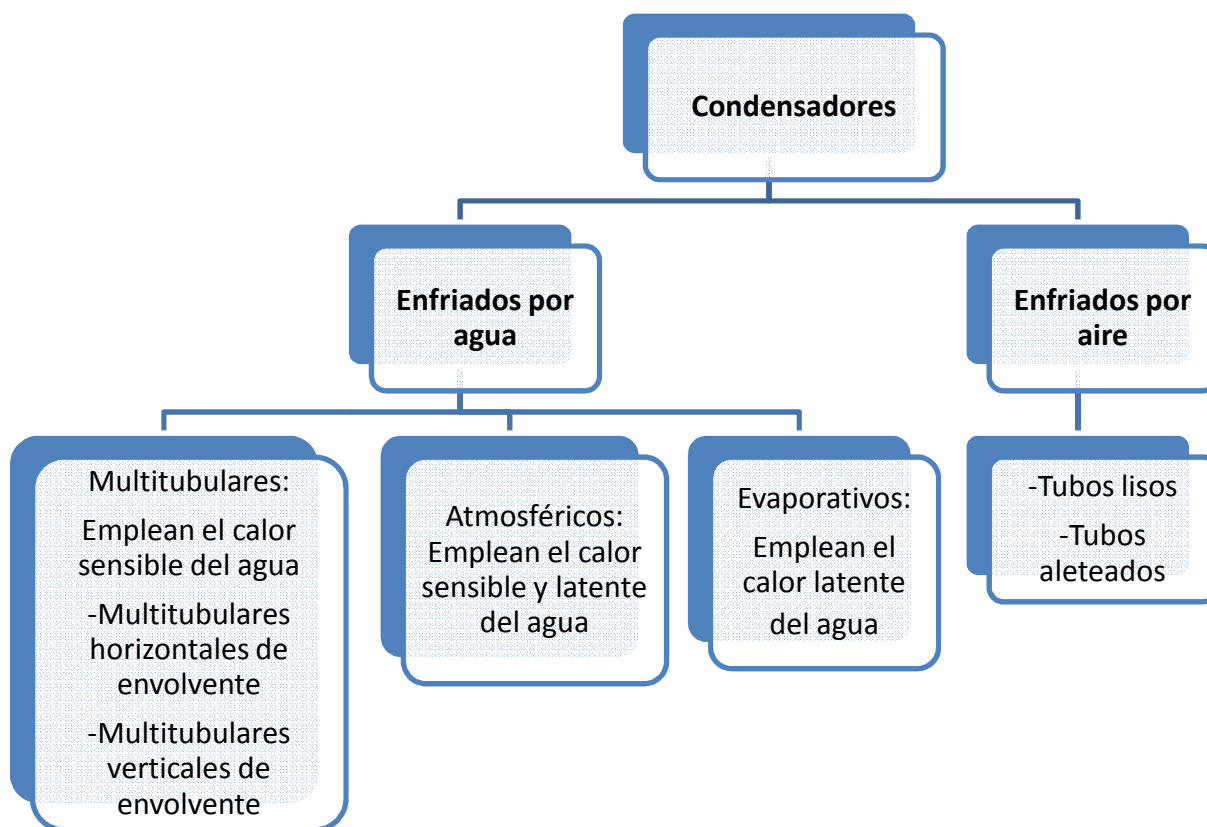 Condensadores
Enfriados por
agua
Enfriados por
aire
Multitubulares:
Emplean el calor
sensible del agua
-Multitubulares
horizontales de
envolvente
-Multitubulares
verticales de
envolvente
Atmosféricos:
Emplean el calor
sensible y latente
del agua
Evaporativos:
Emplean el
calor latente
del agua
-Tubos lisos
-Tubos
aleteados